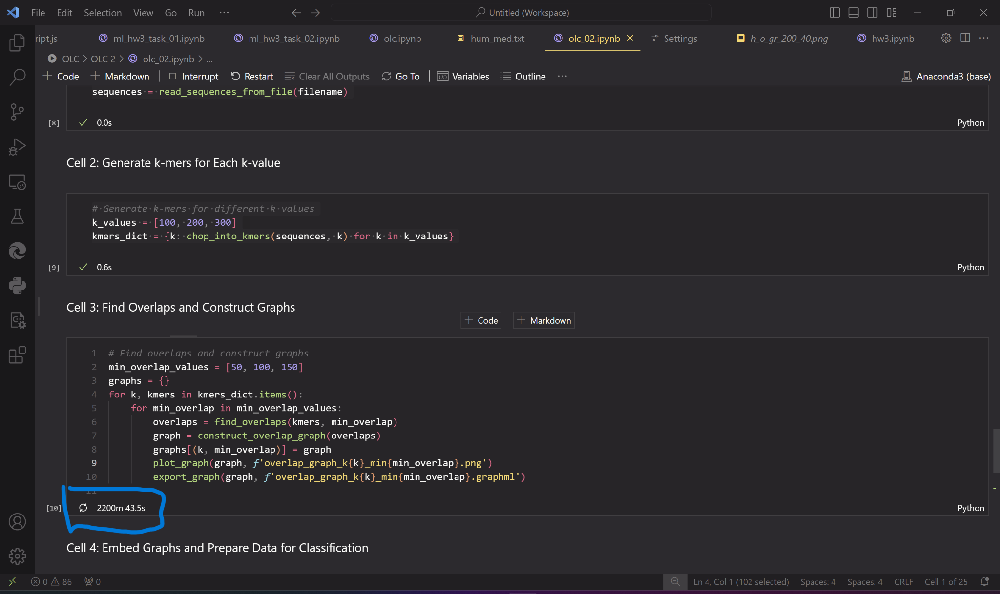 File Edit Selection View Go Run ···
Untitled (Workspace)
ript.js ml_hw3_task_01.ipynb ml_hw3_task_02.ipynb olc.ipynb hum_med.txt olc_02.ipynb Settings h_o_gr_200_40.png hw3.ipynb
OLC > OLC 2 > olc_02.ipynb > ...
+ Code + Markdown | Interrupt Restart Clear All Outputs Go To | Variables Outline ··· Anaconda3 (base)
sequences = read_sequences_from_file(filename)
[8] 0.0s Python
Cell 2: Generate k-mers for Each k-value
# Generate k-mers for different k values
k_values = [100, 200, 300]
kmers_dict = {k: chop_into_kmers(sequences, k) for k in k_values}
[9] 0.6s Python
Cell 3: Find Overlaps and Construct Graphs
+ Code + Markdown
1 # Find overlaps and construct graphs
2 min_overlap_values = [50, 100, 150]
3 graphs = {}
4 for k, kmers in kmers_dict.items():
5 for min_overlap in min_overlap_values:
6 overlaps = find_overlaps(kmers, min_overlap)
7 graph = construct_overlap_graph(overlaps)
8 graphs[(k, min_overlap)] = graph
9 plot_graph(graph, f'overlap_graph_k{k}_min{min_overlap}.png')
10 export_graph(graph, f'overlap_graph_k{k}_min{min_overlap}.graphml')
11
[10] 2200m 43.5s Python
Cell 4: Embed Graphs and Prepare Data for Classification
0 86 0 Ln 4, Col 1 (102 selected) Spaces: 4 Spaces: 4 CRLF Cell 1 of 25